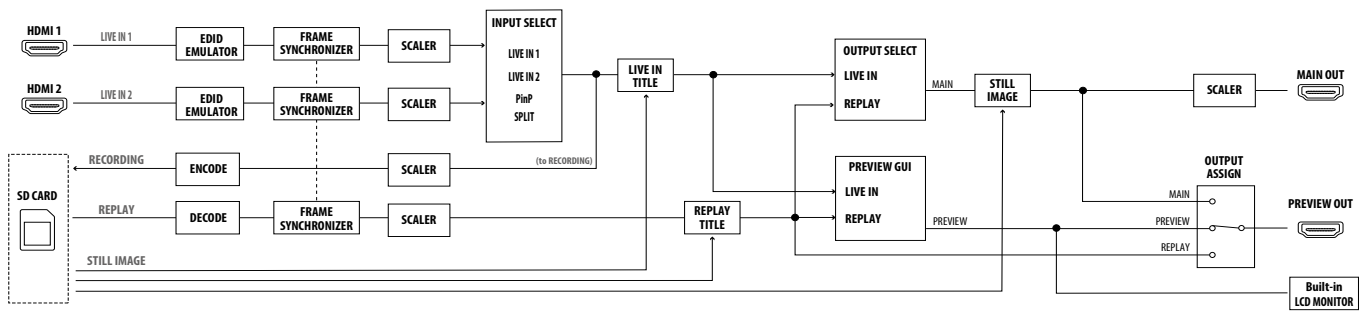 HDMI 1
LIVE IN 1
EDID
EMULATOR
FRAME
SYNCHRONIZER
SCALER
INPUT SELECT
LIVE IN 1
LIVE IN 2
PinP
SPLIT
HDMI 2
LIVE IN 2
EDID
EMULATOR
FRAME
SYNCHRONIZER
SCALER
LIVE IN
TITLE
OUTPUT SELECT
LIVE IN
REPLAY
MAIN
STILL
IMAGE
SCALER
MAIN OUT
SD CARD
RECORDING
ENCODE
SCALER
(to RECORDING)
REPLAY
DECODE
FRAME
SYNCHRONIZER
SCALER
REPLAY
TITLE
PREVIEW GUI
LIVE IN
REPLAY
PREVIEW
OUTPUT
ASSIGN
MAIN
PREVIEW
REPLAY
PREVIEW OUT
STILL IMAGE
Built-in
LCD MONITOR